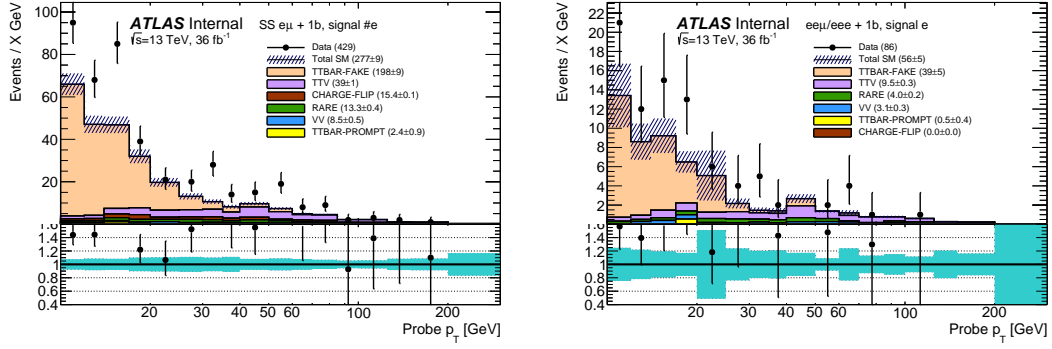 ATLAS Internal
√s=13 TeV, 36 fb⁻¹
SS eμ + 1b, signal #e
Data (429)
Total SM (277±9)
TTBAR-FAKE (198±9)
TTV (39±1)
CHARGE-FLIP (15.4±0.1)
RARE (13.3±0.4)
VV (8.5±0.5)
TTBAR-PROMPT (2.4±0.9)
Events / X GeV
100
80
60
40
20
1.4
1.2
1
0.8
0.6
0.4
20 30 40 50 60 100 200
Probe p_T [GeV]
ATLAS Internal
√s=13 TeV, 36 fb⁻¹
eeμ/eee + 1b, signal e
Data (86)
Total SM (56±5)
TTBAR-FAKE (39±5)
TTV (9.5±0.3)
RARE (4.0±0.2)
VV (3.1±0.3)
TTBAR-PROMPT (0.5±0.4)
CHARGE-FLIP (0.0±0.0)
Events / X GeV
22
20
18
16
14
12
10
8
6
4
2
1.4
1.2
1
0.8
0.6
0.4
20 30 40 50 60 100 200
Probe p_T [GeV]